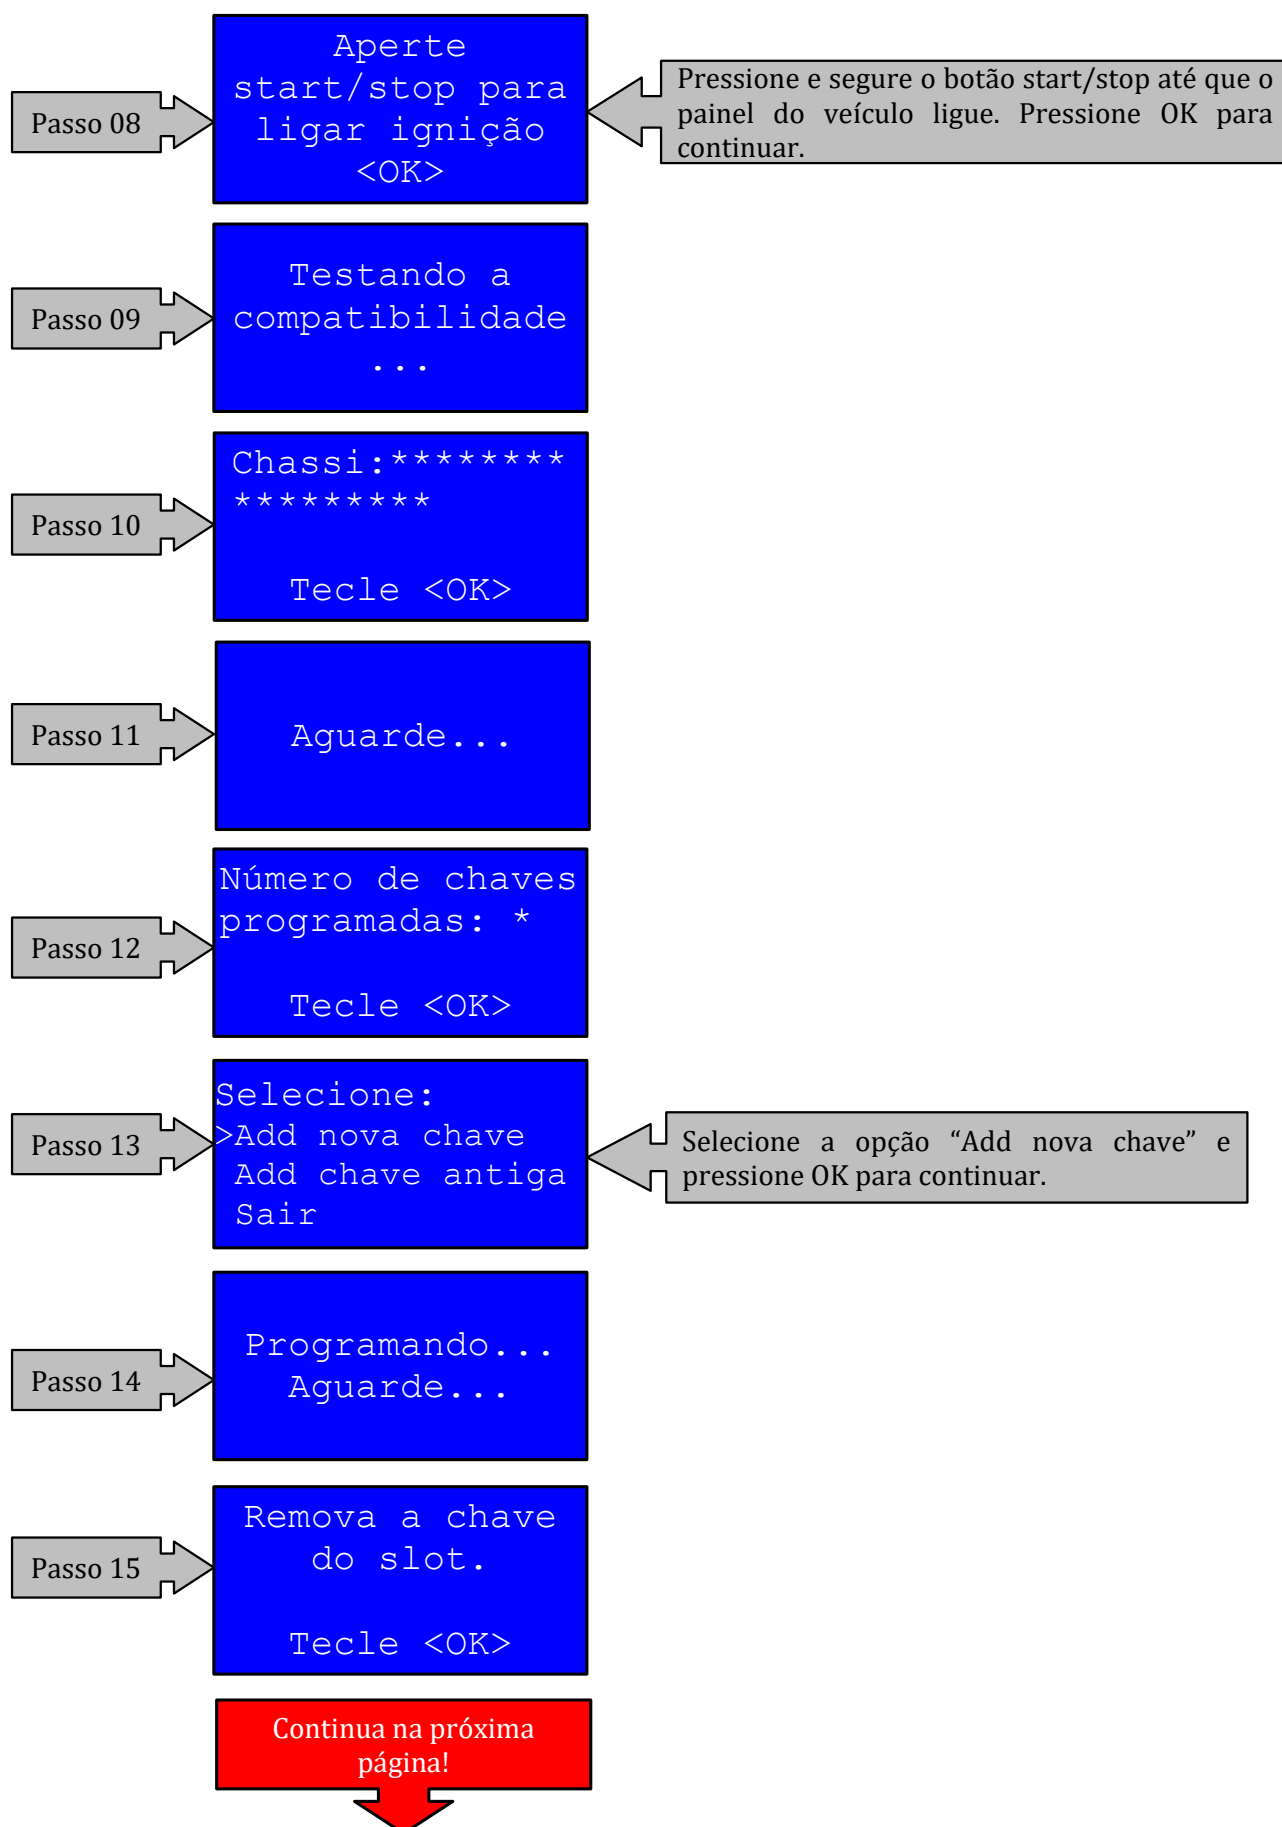 Passo 08
Aperte
start/stop para
ligar ignição
<OK>
Pressione e segure o botão start/stop até que o
painel do veículo ligue. Pressione OK para
continuar.
Passo 09
Testando a
compatibilidade
...
Passo 10
Chassi:********
*********
Tecle <OK>
Passo 11
Aguarde...
Passo 12
Número de chaves
programadas: *
Tecle <OK>
Passo 13
Selecione:
>Add nova chave
Add chave antiga
Sair
Selecione a opção “Add nova chave” e
pressione OK para continuar.
Passo 14
Programando...
Aguarde...
Passo 15
Remova a chave
do slot.
Tecle <OK>
Continua na próxima
página!